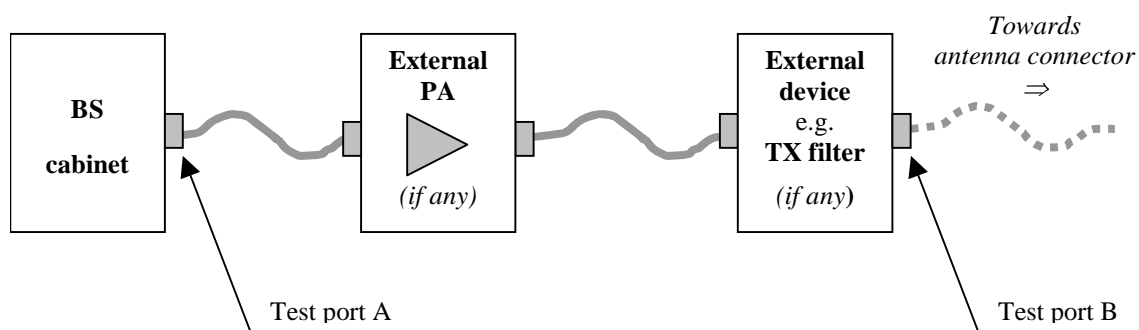 BS
cabinet
External
PA
(if any)
External
device
e.g.
TX filter
(if any)
Towards
antenna connector
⇒
Test port A
Test port B